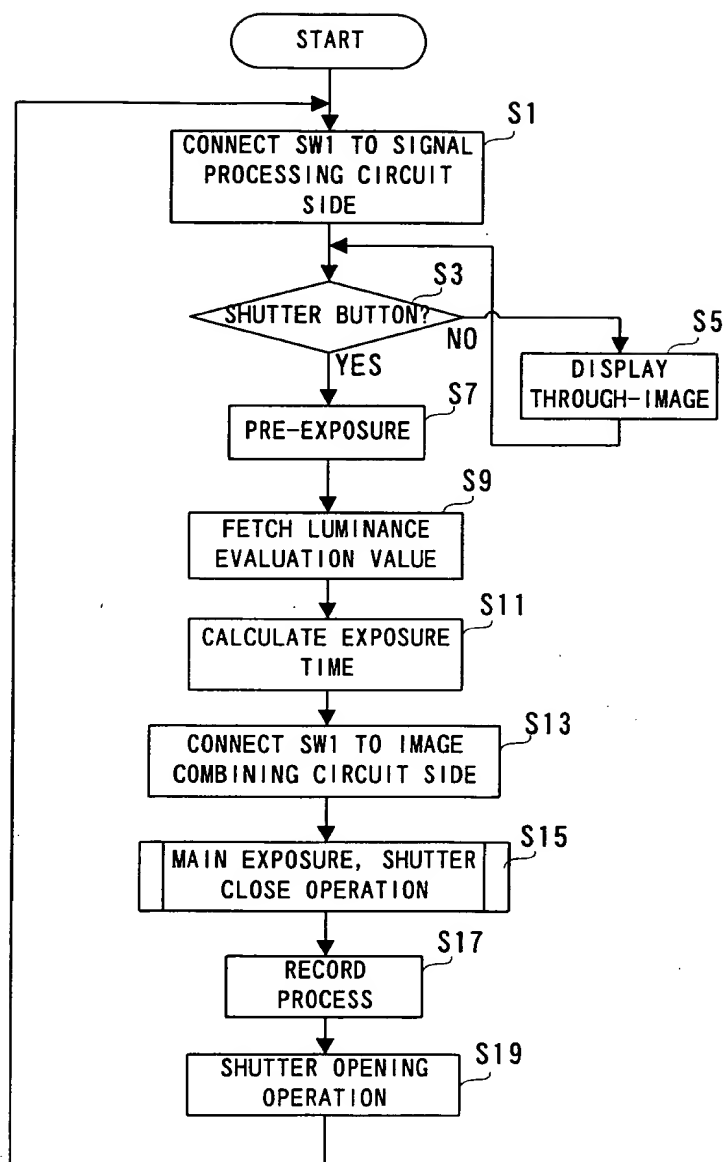 START
S1
CONNECT SW1 TO SIGNAL
PROCESSING CIRCUIT
SIDE
S3
SHUTTER BUTTON?
NO
YES
S5
DISPLAY
THROUGH-IMAGE
S7
PRE-EXPOSURE
S9
FETCH LUMINANCE
EVALUATION VALUE
S11
CALCULATE EXPOSURE
TIME
S13
CONNECT SW1 TO IMAGE
COMBINING CIRCUIT SIDE
S15
MAIN EXPOSURE, SHUTTER
CLOSE OPERATION
S17
RECORD
PROCESS
S19
SHUTTER OPENING
OPERATION